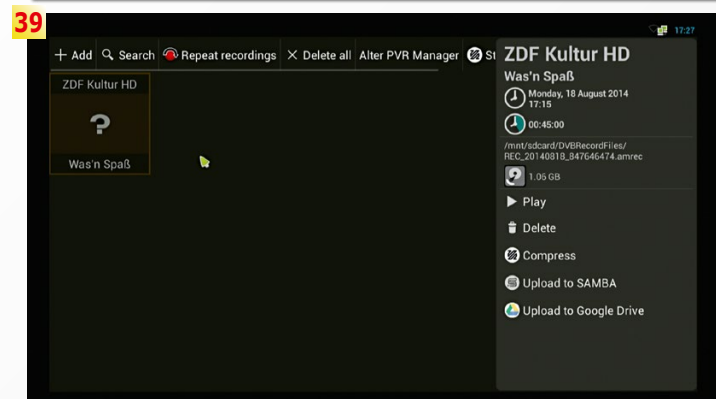 39
17:27
+ Add Search Repeat recordings × Delete all Alter PVR Manager St
ZDF Kultur HD
?
Was'n Spaß
ZDF Kultur HD
Was'n Spaß
Monday, 18 August 2014
17:15
00:45:00
/mnt/sdcard/DVBRecordFiles/
REC_20140818_847646474.amrec
1.05 GB
Play
Delete
Compress
Upload to SAMBA
Upload to Google Drive